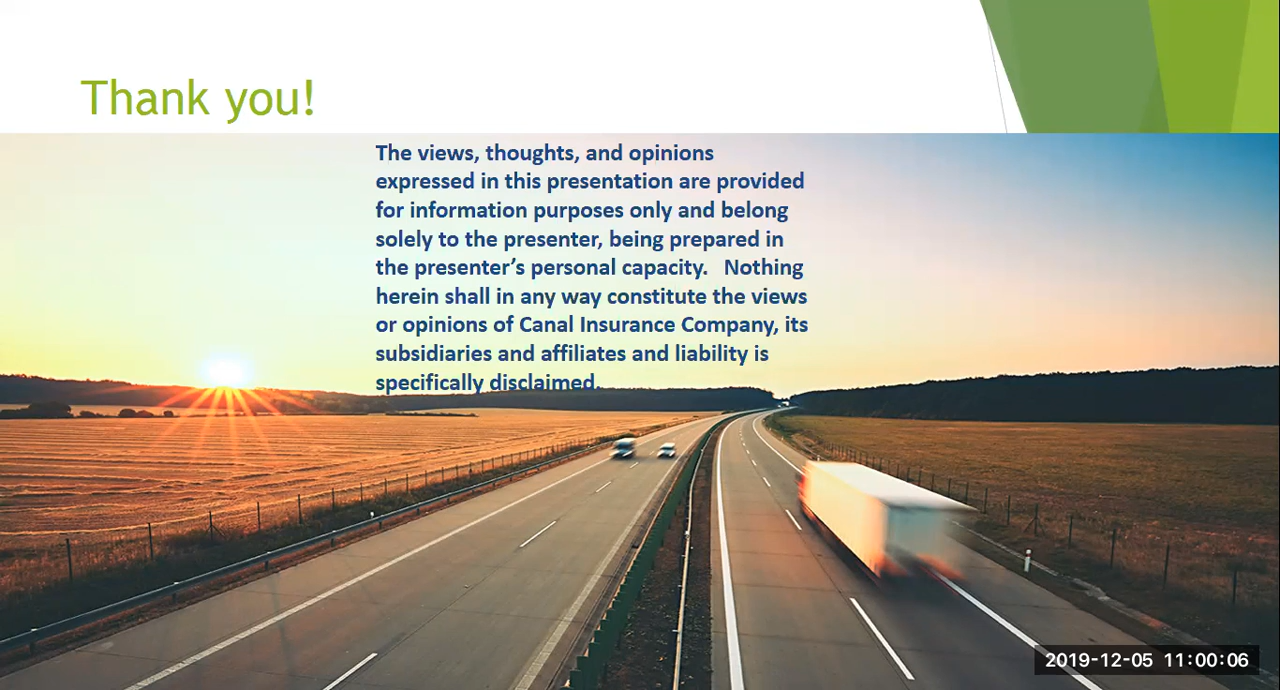 Thank you!
The views, thoughts, and opinions
expressed in this presentation are provided
for information purposes only and belong
solely to the presenter, being prepared in
the presenter’s personal capacity.   Nothing
herein shall in any way constitute the views
or opinions of Canal Insurance Company, its
subsidiaries and affiliates and liability is
specifically disclaimed.
2019-12-05 11:00:06